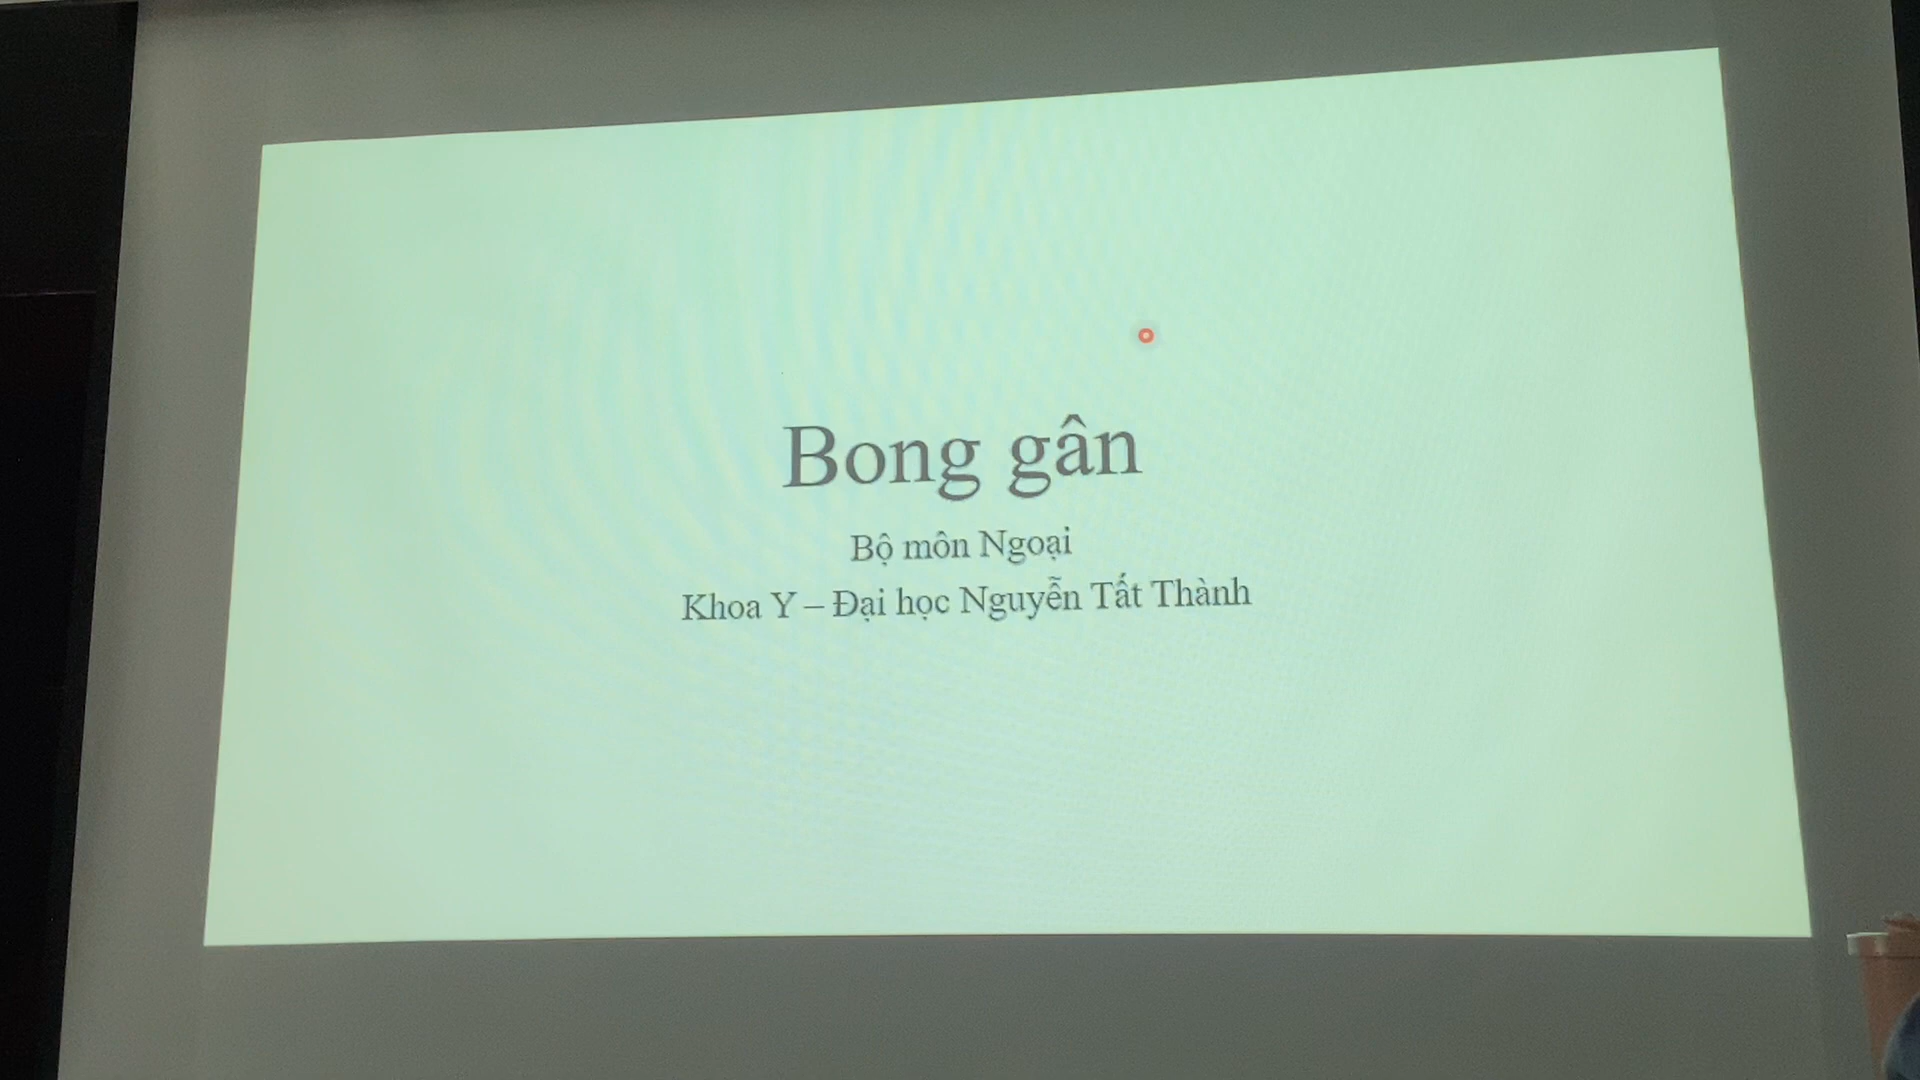 Bong gân
Bộ môn Ngoại
Khoa Y – Đại học Nguyễn Tất Thành